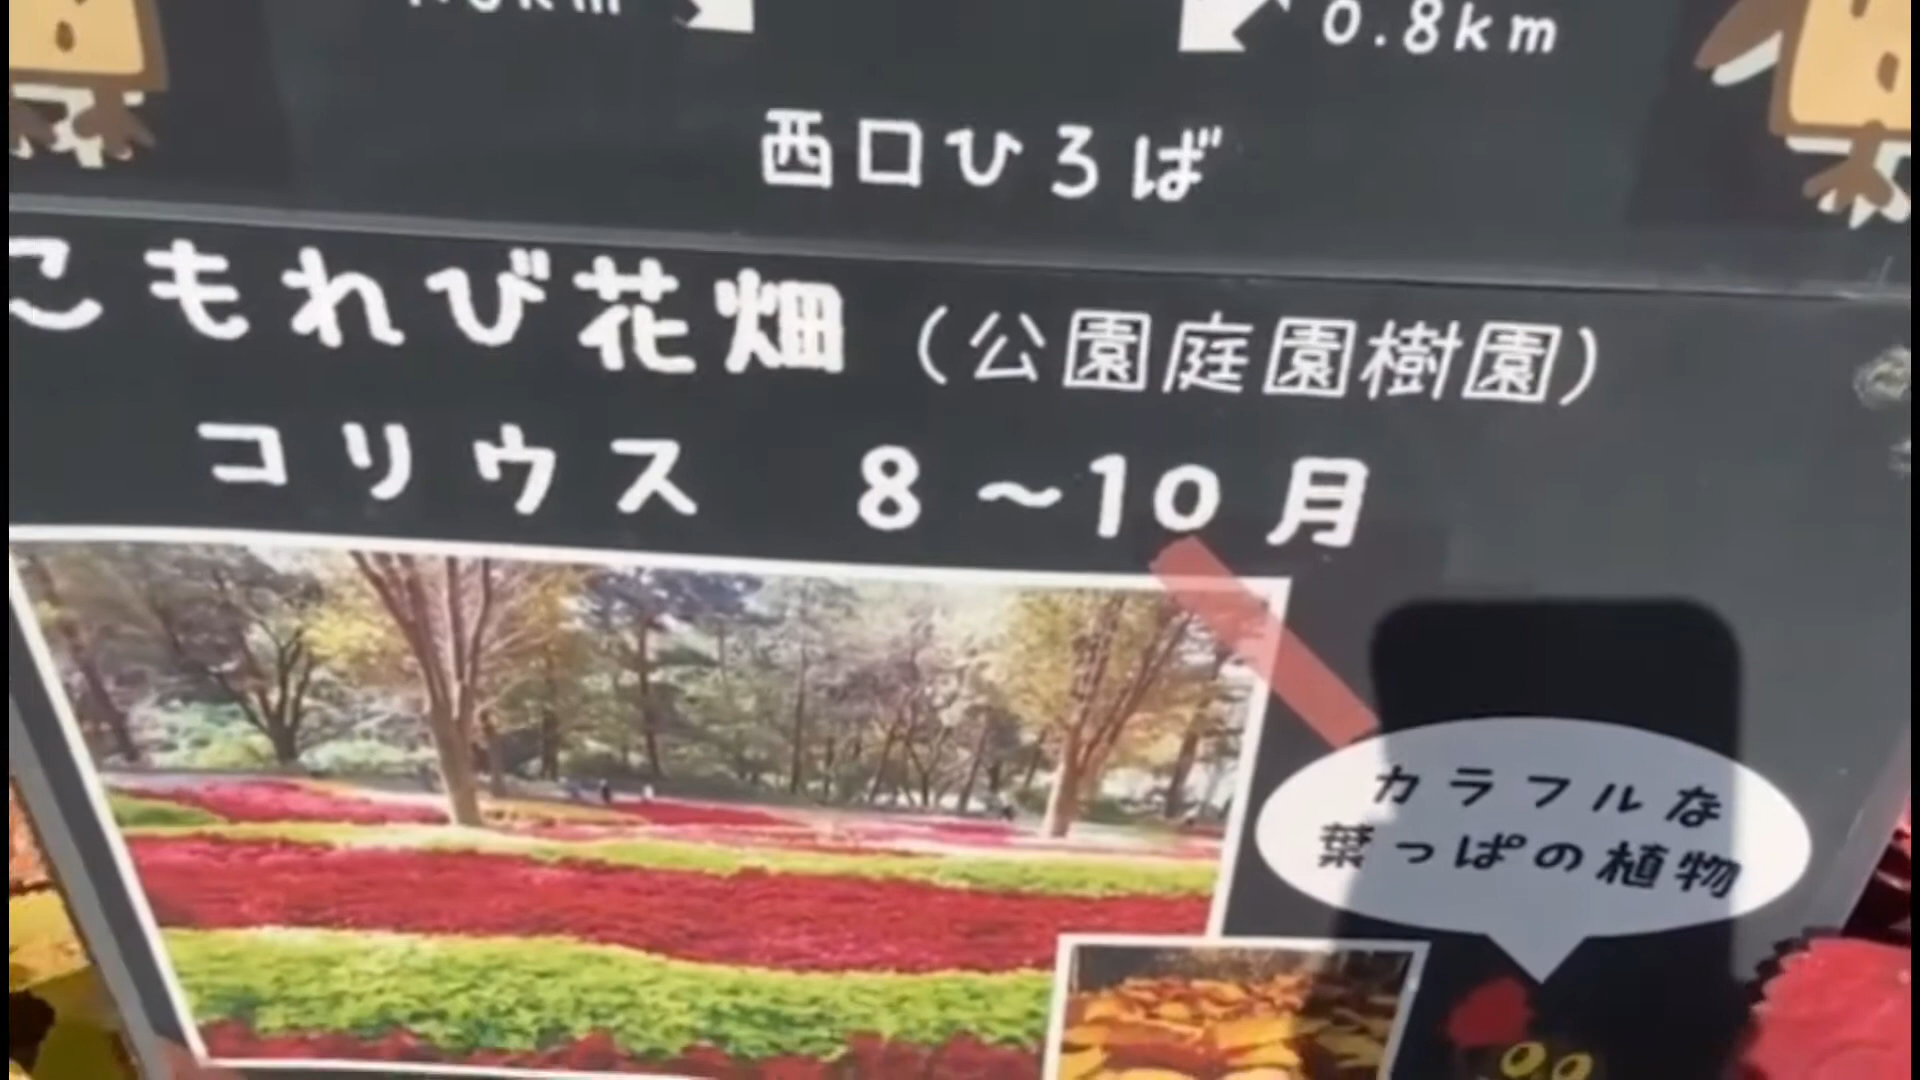 0.8km
西口ひろば
こもれび花畑(公園庭園樹園)
コリウス 8~10月
カラフルな
葉っぱの植物